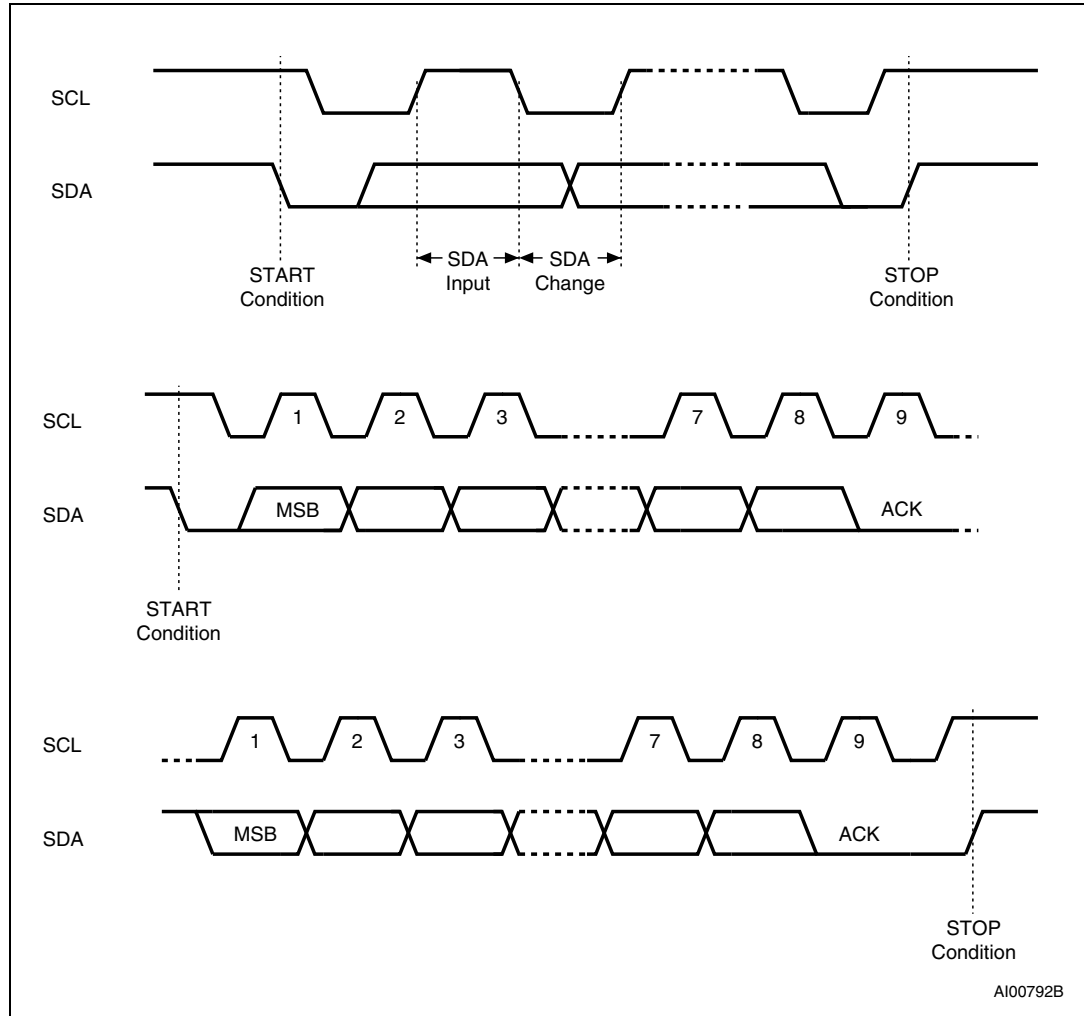 SCL
SDA
SDA
Input
SDA
Change
START
Condition
STOP
Condition
SCL
1
2
3
7
8
9
SDA
MSB
ACK
START
Condition
SCL
1
2
3
7
8
9
SDA
MSB
ACK
STOP
Condition
AI00792B